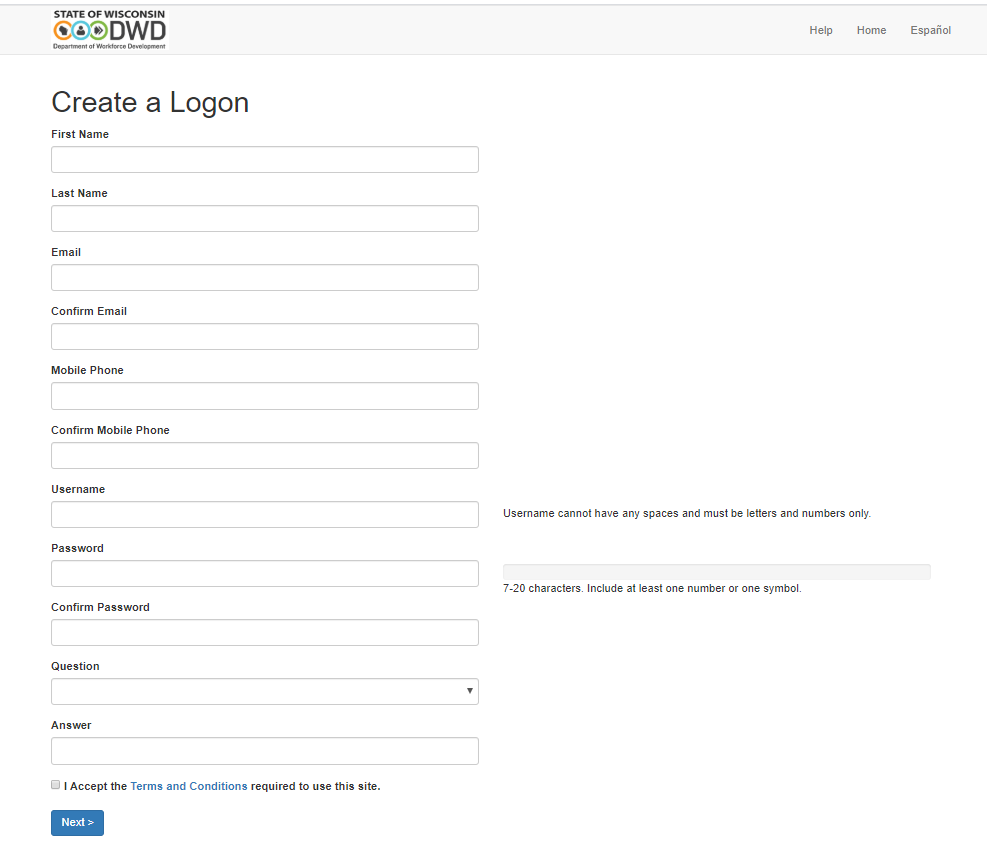 STATE OF WISCONSIN
DWD
Department of Workforce Development
Help Home Español
Create a Logon
First Name
Last Name
Email
Confirm Email
Mobile Phone
Confirm Mobile Phone
Username
Username cannot have any spaces and must be letters and numbers only.
Password
7-20 characters. Include at least one number or one symbol.
Confirm Password
Question
Answer
I Accept the Terms and Conditions required to use this site.
Next >